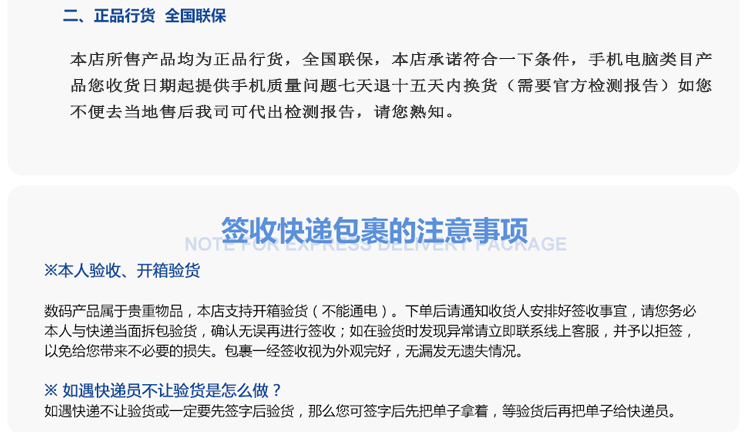 二、正品行货 全国联保
本店所售产品均为正品行货，全国联保，本店承诺符合一下条件，手机电脑类目产
品您收货日期起提供手机质量问题七天退十五天内换货（需要官方检测报告）如您
不便去当地售后我司可代出检测报告，请您熟知。
签收快递包裹的注意事项
NOTE FOR EXPRESS DELIVERY PACKAGE
※本人验收、开箱验货
数码产品属于贵重物品，本店支持开箱验货（不能通电）。下单后请通知收货人安排好签收事宜，请您务必
本人与快递当面拆包验货，确认无误再进行签收；如在验货时发现异常请立即联系线上客服，并予以拒签，
以免给您带来不必要的损失。包裹一经签收视为外观完好，无漏发无遗失情况。
※ 如遇快递员不让验货是怎么做？
如遇快递不让验货或一定要先签字后验货，那么您可签字后先把单子拿着，等验货后再把单子给快递员。